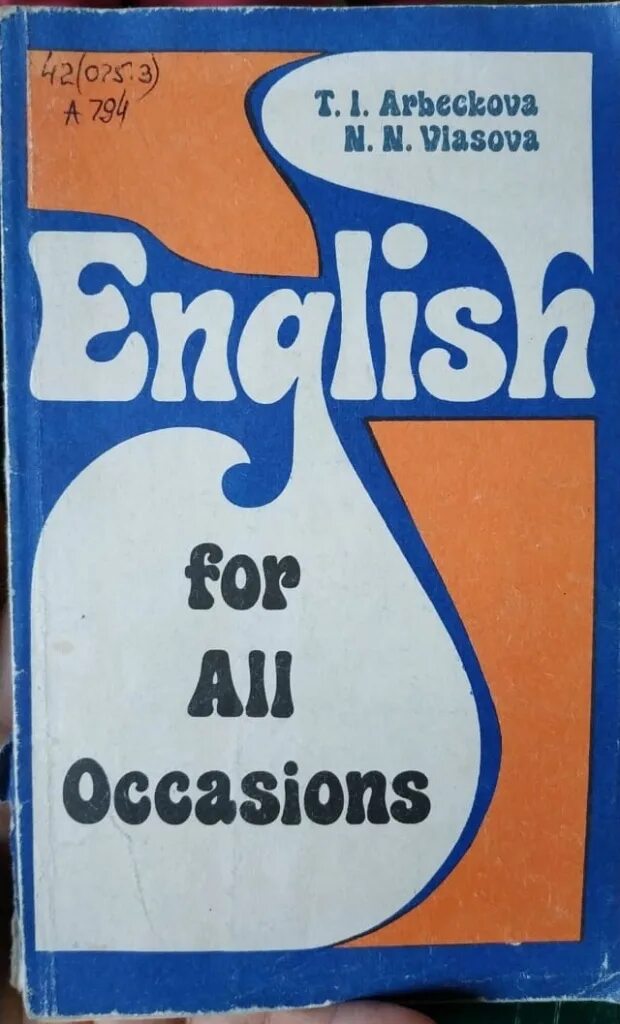 42(075.3)
A 794
T. I. Arbeckova
N. N. Vlasova
English
for
All
Occasions